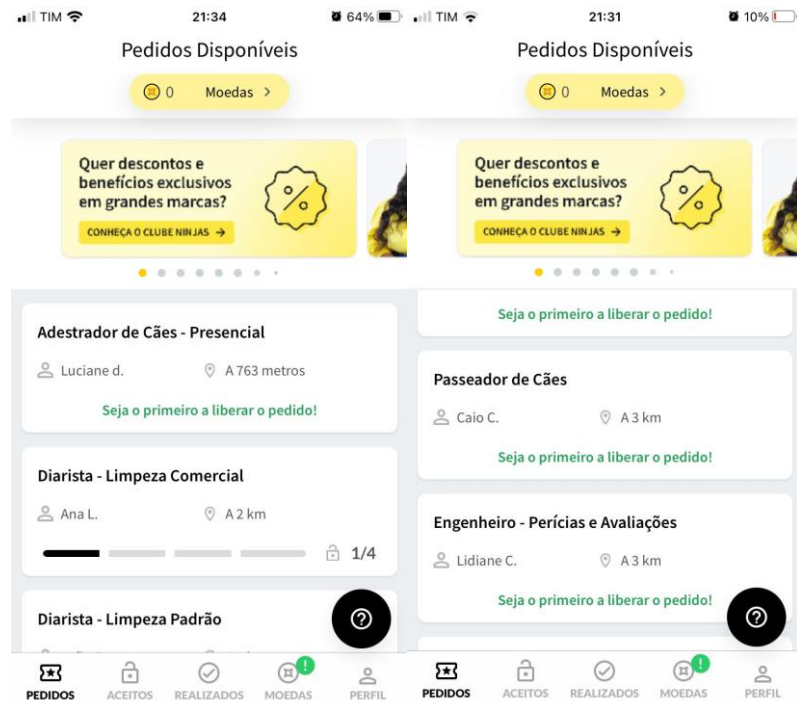 TIM
21:34
64%
Pedidos Disponíveis
0 Moedas >
Quer descontos e
benefícios exclusivos
em grandes marcas?
CONHEÇA O CLUBE NINJAS →
Adestrador de Cães - Presencial
Luciane d.
A 763 metros
Seja o primeiro a liberar o pedido!
Diarista - Limpeza Comercial
Ana L.
A 2 km
1/4
Diarista - Limpeza Padrão
?
PEDIDOS
ACEITOS
REALIZADOS
!
MOEDAS
PERFIL
TIM
21:31
10%
Pedidos Disponíveis
0 Moedas >
Quer descontos e
benefícios exclusivos
em grandes marcas?
CONHEÇA O CLUBE NINJAS →
Seja o primeiro a liberar o pedido!
Passeador de Cães
Caio C.
A 3 km
Seja o primeiro a liberar o pedido!
Engenheiro - Perícias e Avaliações
Lidiane C.
A 3 km
Seja o primeiro a liberar o pedido!
?
PEDIDOS
ACEITOS
REALIZADOS
!
MOEDAS
PERFIL